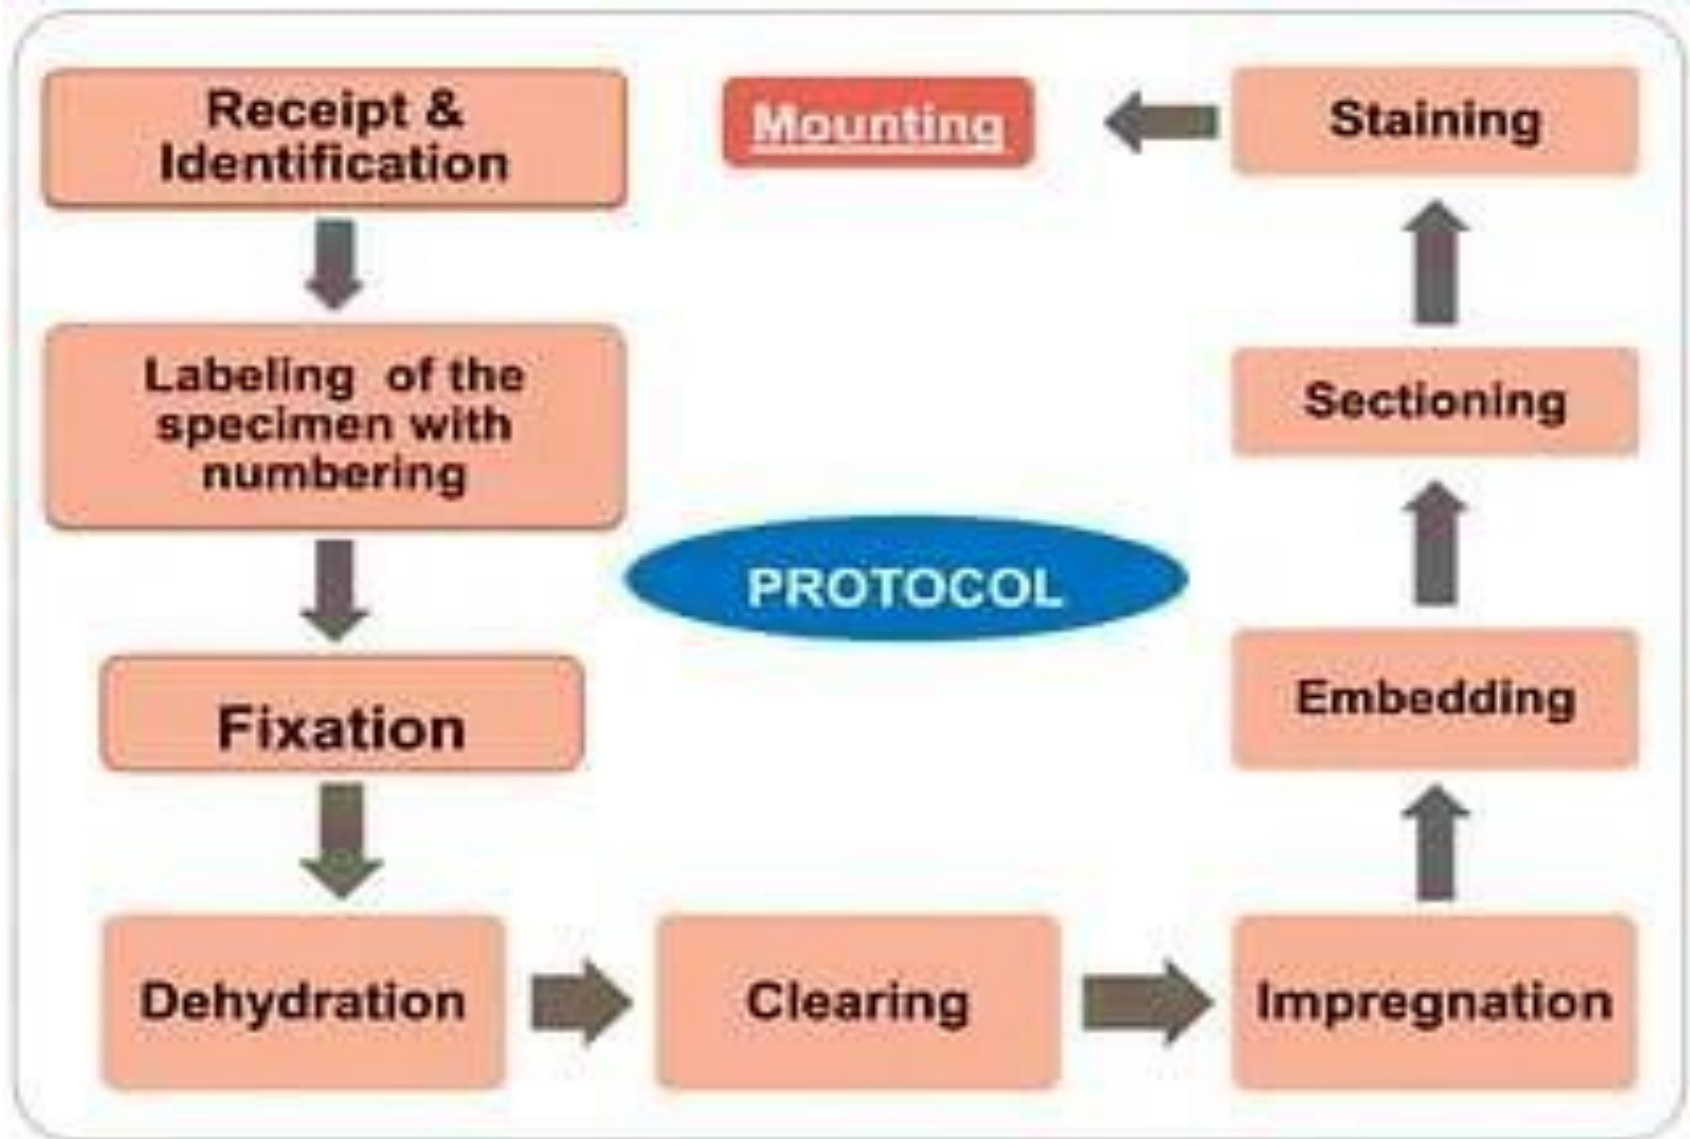 Receipt &
Identification
Labeling of the
specimen with
numbering
Fixation
Dehydration
Clearing
Impregnation
Embedding
Sectioning
Staining
Mounting
PROTOCOL